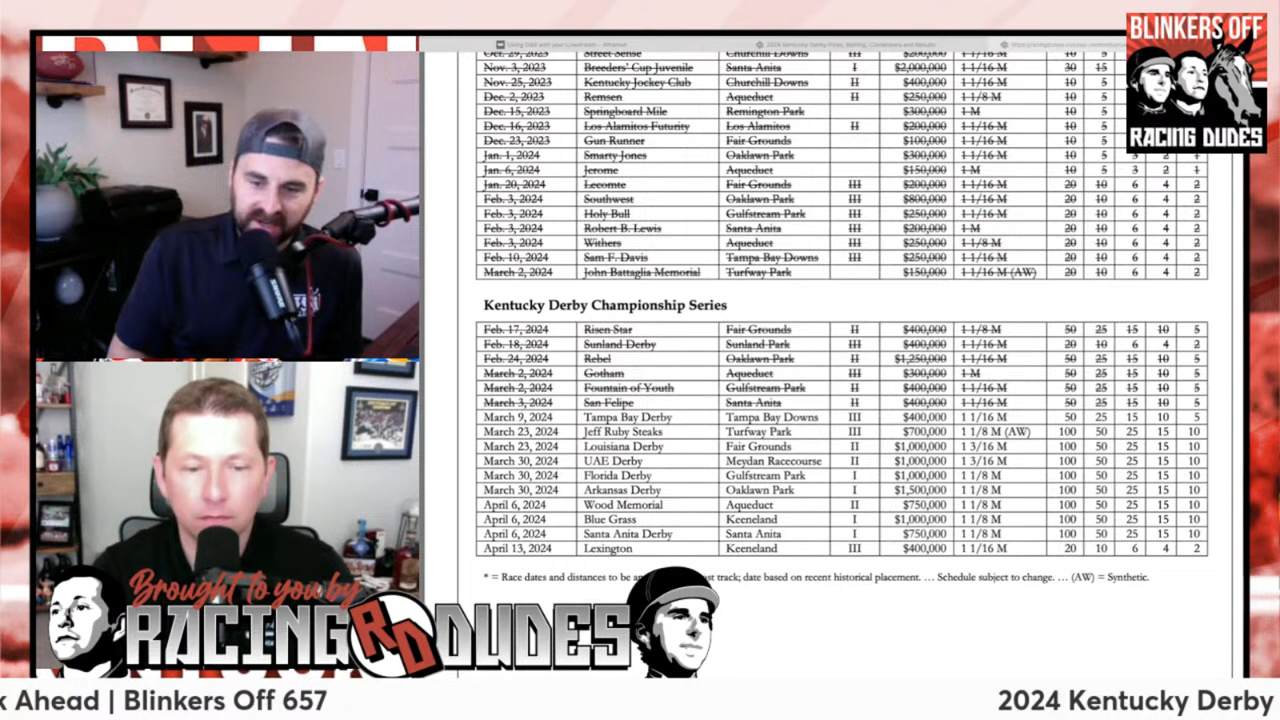 BLINKERS OFF
RACING DUDES
Oct. 29, 2023 Street Sense Churchill Downs III $200,000 1 1/16 M 10 5
Nov. 3, 2023 Breeders' Cup Juvenile Santa Anita I $2,000,000 1 1/16 M 30 15
Nov. 25, 2023 Kentucky Jockey Club Churchill Downs II $400,000 1 1/16 M 10 5
Dec. 2, 2023 Remsen Aqueduct II $250,000 1 1/8 M 10 5
Dec. 15, 2023 Springboard Mile Remington Park $300,000 1 M 10 5
Dec. 16, 2023 Los Alamitos Futurity Los Alamitos II $200,000 1 1/16 M 10 5
Dec. 23, 2023 Gun Runner Fair Grounds $100,000 1 1/16 M 10 5
Jan. 1, 2024 Smarty Jones Oaklawn Park $300,000 1 1/16 M 10 5 3 2 1
Jan. 6, 2024 Jerome Aqueduct $150,000 1 M 10 5 3 2 1
Jan. 20, 2024 Lecomte Fair Grounds III $200,000 1 1/16 M 20 10 6 4 2
Feb. 3, 2024 Southwest Oaklawn Park III $800,000 1 1/16 M 20 10 6 4 2
Feb. 3, 2024 Holy Bull Gulfstream Park III $250,000 1 1/16 M 20 10 6 4 2
Feb. 3, 2024 Robert B. Lewis Santa Anita III $200,000 1 M 20 10 6 4 2
Feb. 3, 2024 Withers Aqueduct III $250,000 1 1/8 M 20 10 6 4 2
Feb. 10, 2024 Sam F. Davis Tampa Bay Downs III $250,000 1 1/16 M 20 10 6 4 2
March 2, 2024 John Battaglia Memorial Turfway Park $150,000 1 1/16 M (AW) 20 10 6 4 2
Kentucky Derby Championship Series
Feb. 17, 2024 Risen Star Fair Grounds II $400,000 1 1/8 M 50 25 15 10 5
Feb. 18, 2024 Sunland Derby Sunland Park III $400,000 1 1/16 M 20 10 6 4 2
Feb. 24, 2024 Rebel Oaklawn Park II $1,250,000 1 1/16 M 50 25 15 10 5
March 2, 2024 Gotham Aqueduct III $300,000 1 M 50 25 15 10 5
March 2, 2024 Fountain of Youth Gulfstream Park II $400,000 1 1/16 M 50 25 15 10 5
March 3, 2024 San Felipe Santa Anita II $400,000 1 1/16 M 50 25 15 10 5
March 9, 2024 Tampa Bay Derby Tampa Bay Downs III $400,000 1 1/16 M 50 25 15 10 5
March 23, 2024 Jeff Ruby Steaks Turfway Park III $700,000 1 1/8 M (AW) 100 50 25 15 10
March 23, 2024 Louisiana Derby Fair Grounds II $1,000,000 1 3/16 M 100 50 25 15 10
March 30, 2024 UAE Derby Meydan Racecourse II $1,000,000 1 3/16 M 100 50 25 15 10
March 30, 2024 Florida Derby Gulfstream Park I $1,000,000 1 1/8 M 100 50 25 15 10
March 30, 2024 Arkansas Derby Oaklawn Park I $1,500,000 1 1/8 M 100 50 25 15 10
April 6, 2024 Wood Memorial Aqueduct II $750,000 1 1/8 M 100 50 25 15 10
April 6, 2024 Blue Grass Keeneland I $1,000,000 1 1/8 M 100 50 25 15 10
April 6, 2024 Santa Anita Derby Santa Anita I $750,000 1 1/8 M 100 50 25 15 10
April 13, 2024 Lexington Keeneland III $400,000 1 1/16 M 20 10 6 4 2
* = Race dates and distances to be track; date based on recent historical placement. … Schedule subject to change. … (AW) = Synthetic.
Brought to you by
RACING RD DUDES
Ahead | Blinkers Off 657 2024 Kentucky Derby